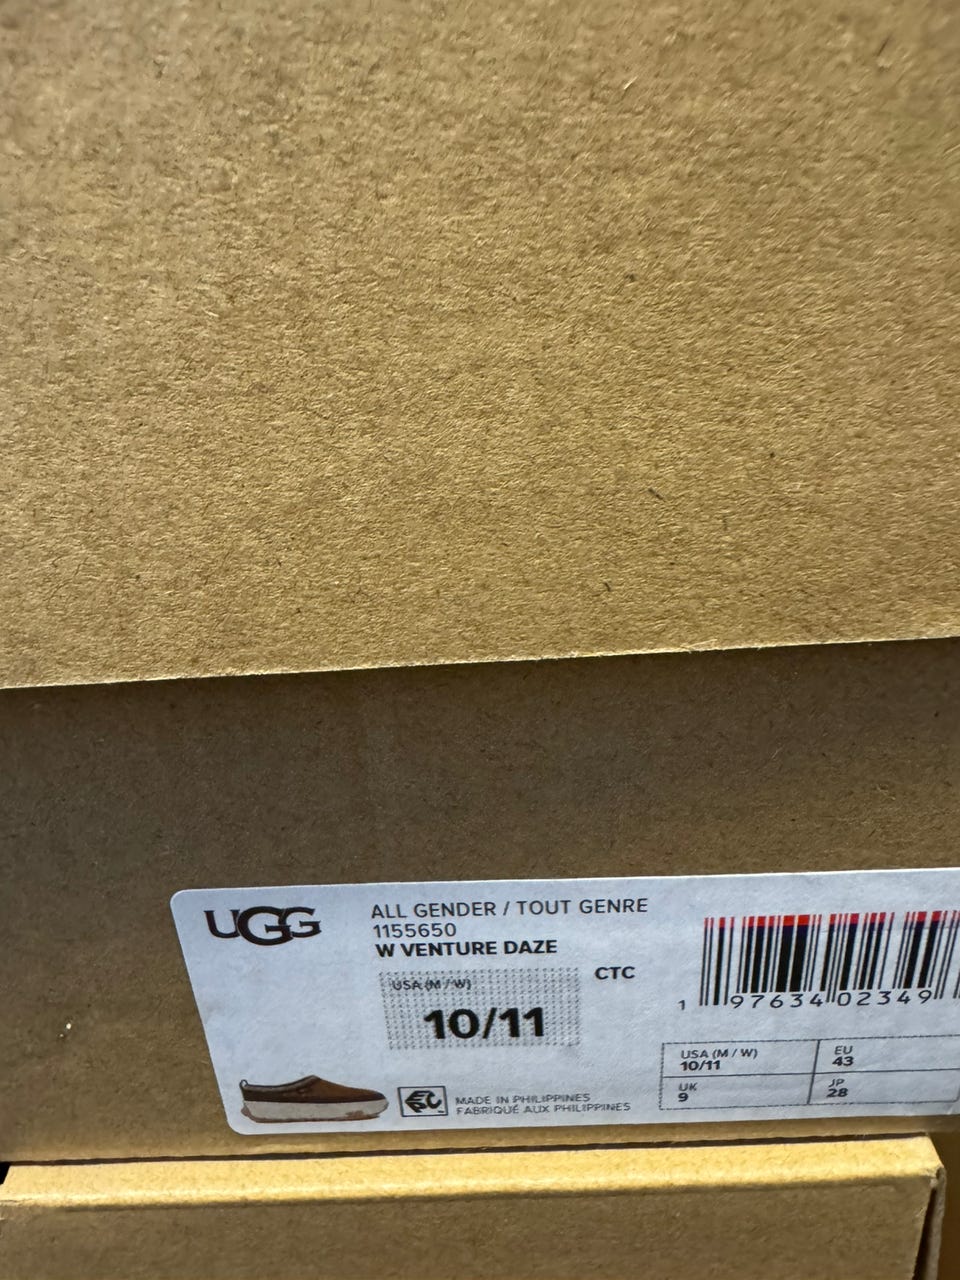 UGG
ALL GENDER / TOUT GENRE
1155650
W VENTURE DAZE
CTC
USA (M / W)
10/11
1 97634 02349
USA (M / W)
10/11
EU
43
UK
9
JP
28
MADE IN PHILIPPINES
FABRIQUÉ AUX PHILIPPINES